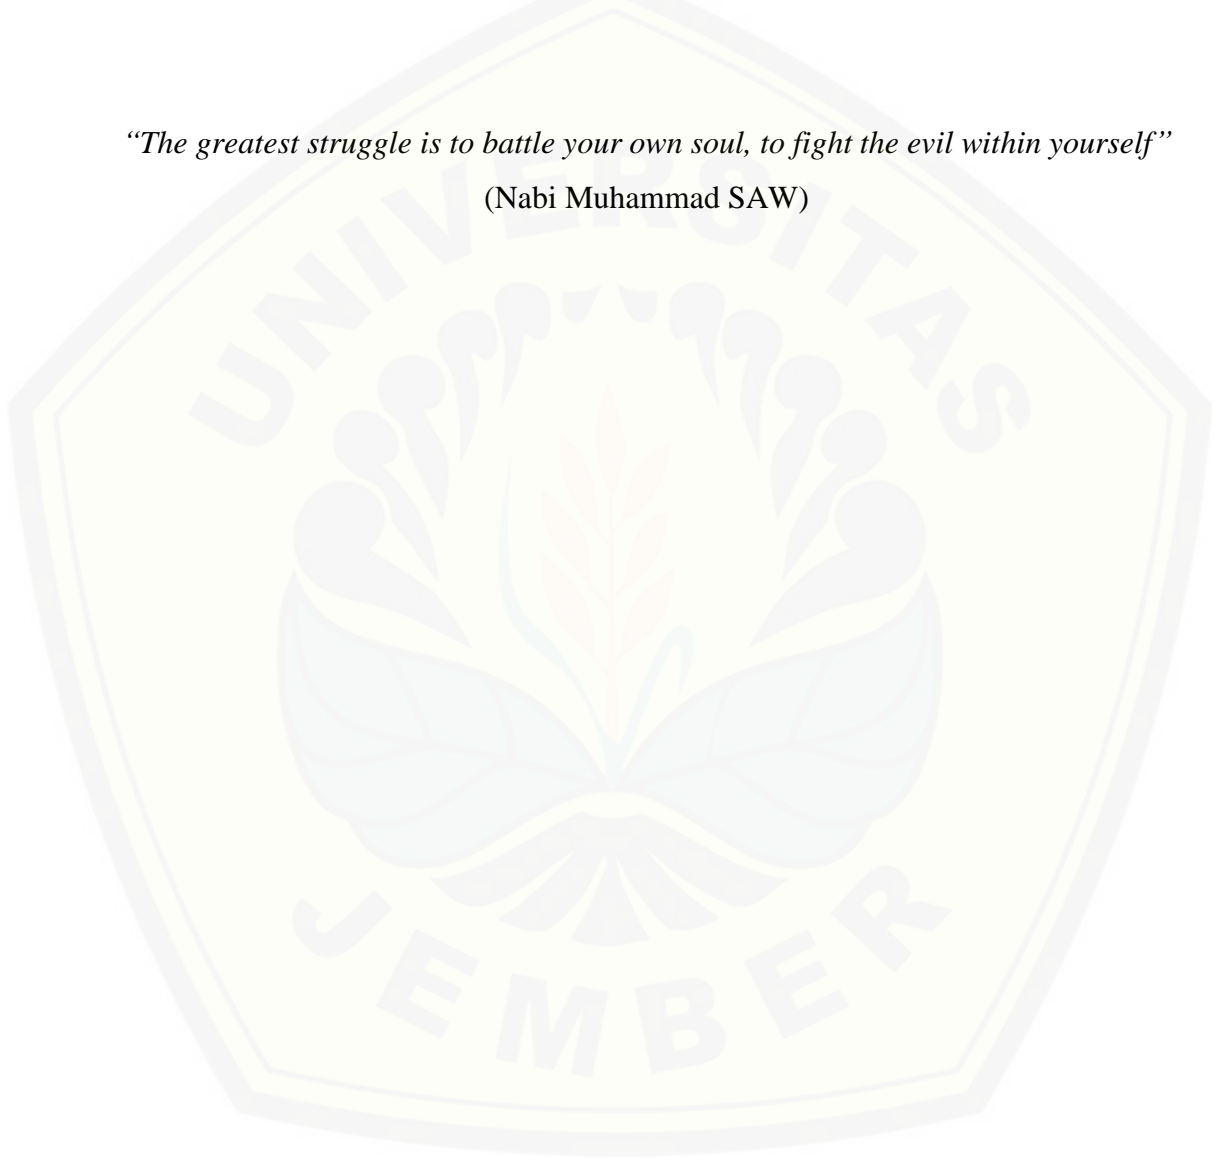 “The greatest struggle is to battle your own soul, to fight the evil within yourself”
(Nabi Muhammad SAW)
UNIVERSITAS
JEMBER